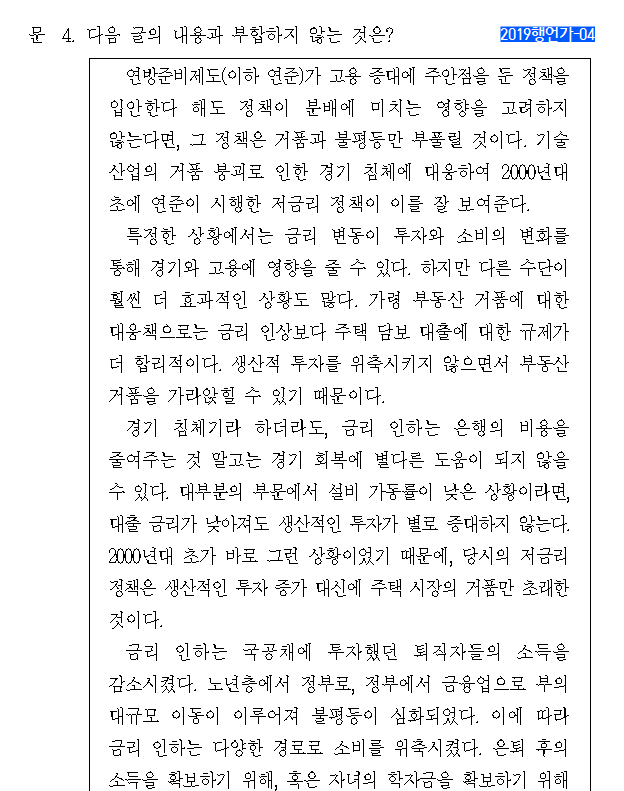 문 4. 다음 글의 내용과 부합하지 않는 것은? 2019행언가-04
연방준비제도(이하 연준)가 고용 증대에 주안점을 둔 정책을
입안한다 해도 정책이 분배에 미치는 영향을 고려하지
않는다면, 그 정책은 거품과 불평등만 부풀릴 것이다. 기술
산업의 거품 붕괴로 인한 경기 침체에 대응하여 2000년대
초에 연준이 시행한 저금리 정책이 이를 잘 보여준다.
특정한 상황에서는 금리 변동이 투자와 소비의 변화를
통해 경기와 고용에 영향을 줄 수 있다. 하지만 다른 수단이
훨씬 더 효과적인 상황도 많다. 가령 부동산 거품에 대한
대응책으로는 금리 인상보다 주택 담보 대출에 대한 규제가
더 합리적이다. 생산적 투자를 위축시키지 않으면서 부동산
거품을 가라앉힐 수 있기 때문이다.
경기 침체기라 하더라도, 금리 인하는 은행의 비용을
줄여주는 것 말고는 경기 회복에 별다른 도움이 되지 않을
수 있다. 대부분의 부문에서 설비 가동률이 낮은 상황이라면,
대출 금리가 낮아져도 생산적인 투자가 별로 증대하지 않는다.
2000년대 초가 바로 그런 상황이었기 때문에, 당시의 저금리
정책은 생산적인 투자 증가 대신에 주택 시장의 거품만 초래한
것이다.
금리 인하는 국공채에 투자했던 퇴직자들의 소득을
감소시켰다. 노년층에서 정부로, 정부에서 금융업으로 부의
대규모 이동이 이루어져 불평등이 심화되었다. 이에 따라
금리 인하는 다양한 경로로 소비를 위축시켰다. 은퇴 후의
소득을 확보하기 위해, 혹은 자녀의 학자금을 확보하기 위해